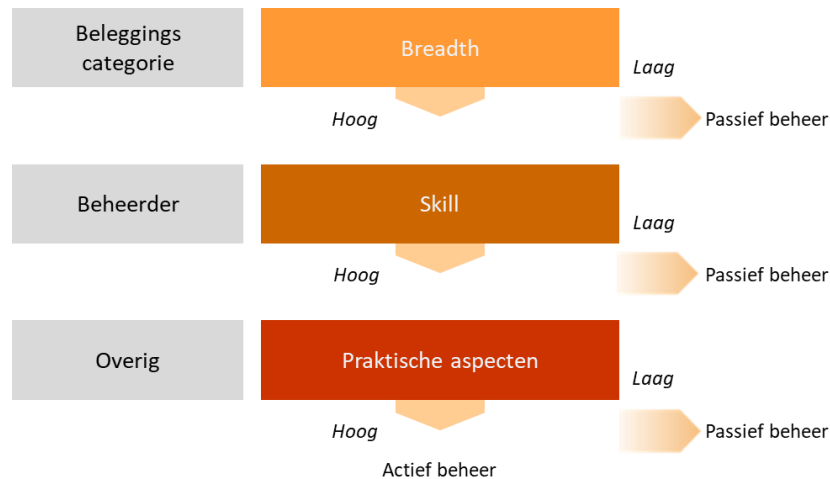 Beleggings
categorie
Breadth
Laag
Hoog
Passief beheer
Beheerder
Skill
Laag
Hoog
Passief beheer
Overig
Praktische aspecten
Laag
Hoog
Passief beheer
Actief beheer